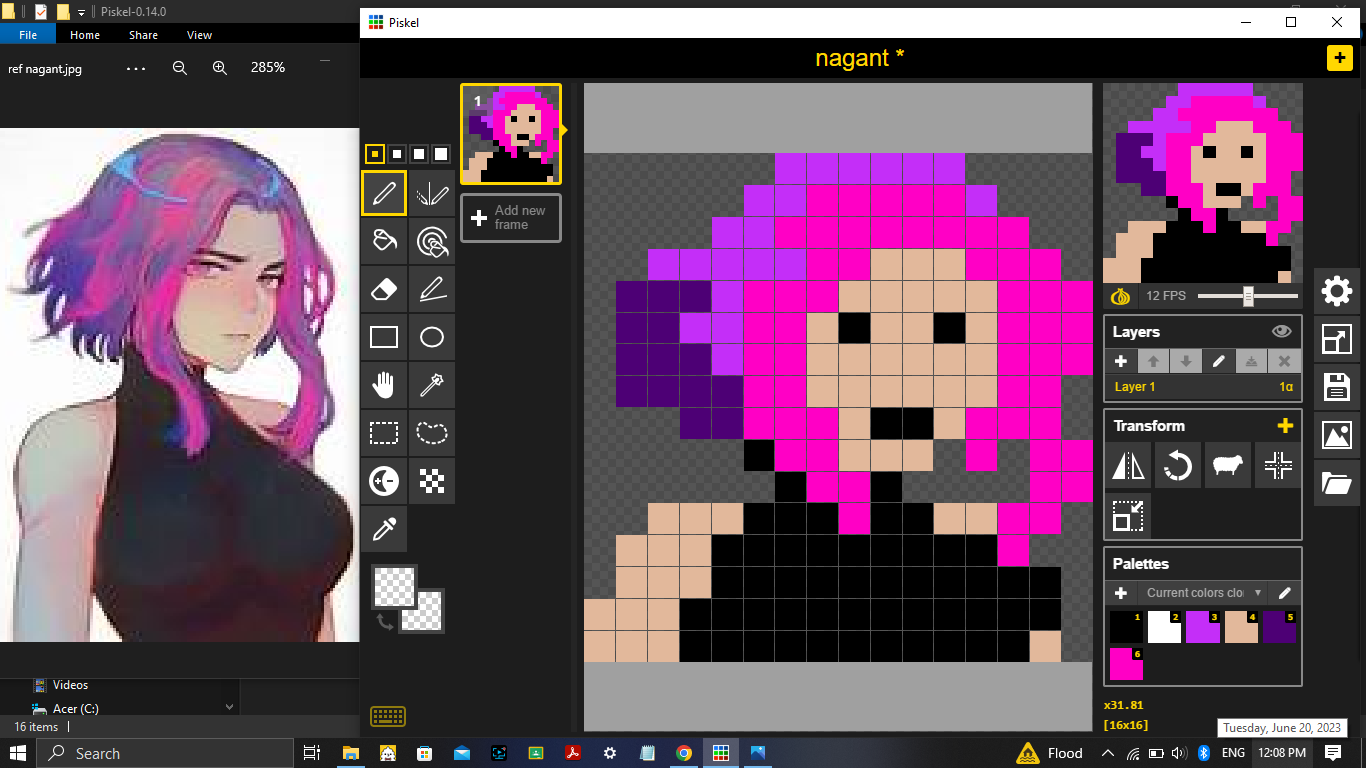 Piskel-0.14.0
File Home Share View
ref nagant.jpg
285%
Piskel
nagant *
1
Add new
frame
12 FPS
Layers
Layer 1 1α
Transform
Palettes
Current colors clo
1 2 3 4 5
6
x31.81
[16x16]
Videos
Acer (C:)
16 items
Tuesday, June 20, 2023
Search
Flood
ENG
12:08 PM